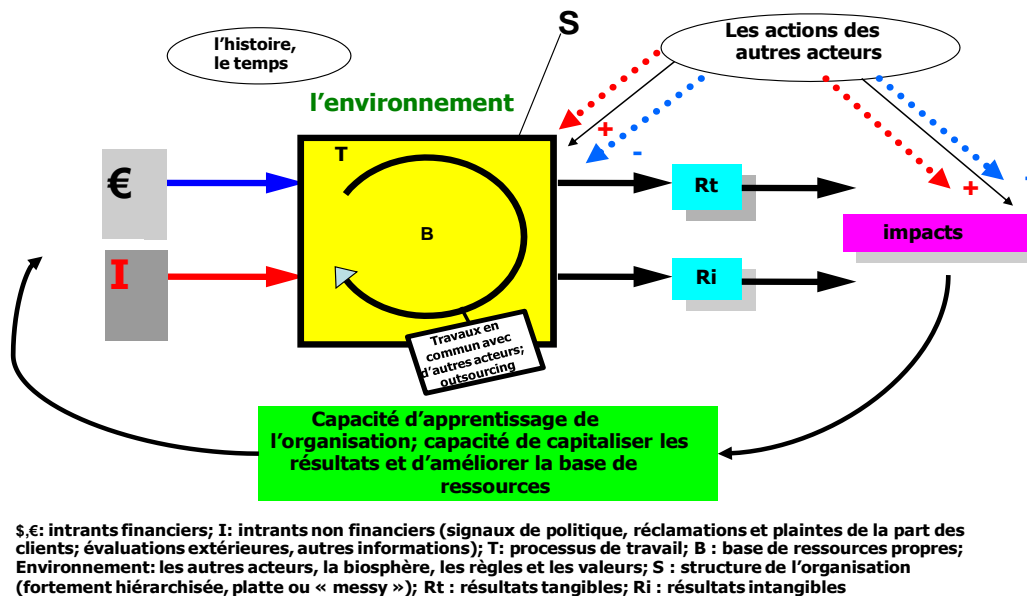 l’histoire,
le temps
S
Les actions des
autres acteurs
l’environnement
+
-
+
-
€
T
B
Rt
impacts
I
Ri
Travaux en
commun avec
d’autres acteurs;
outsourcing
Capacité d’apprentissage de
l’organisation; capacité de capitaliser les
résultats et d’améliorer la base de
ressources
$,€: intrants financiers; I: intrants non financiers (signaux de politique, réclamations et plaintes de la part des
clients; évaluations extérieures, autres informations); T: processus de travail; B : base de ressources propres;
Environnement: les autres acteurs, la biosphère, les règles et les valeurs; S : structure de l’organisation
(fortement hiérarchisée, platte ou « messy »); Rt : résultats tangibles; Ri : résultats intangibles